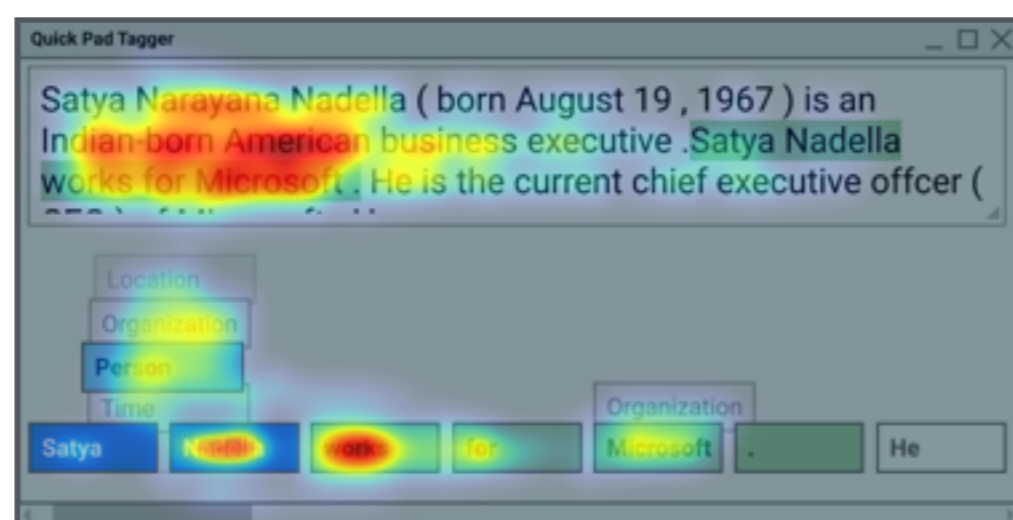 Quick Pad Tagger
Satya Narayana Nadella ( born August 19 , 1967 ) is an
Indian-born American business executive .Satya Nadella
works for Microsoft . He is the current chief executive offcer (
Location
Organization
Person
Time
Organization
Satya Nadella works for Microsoft . He